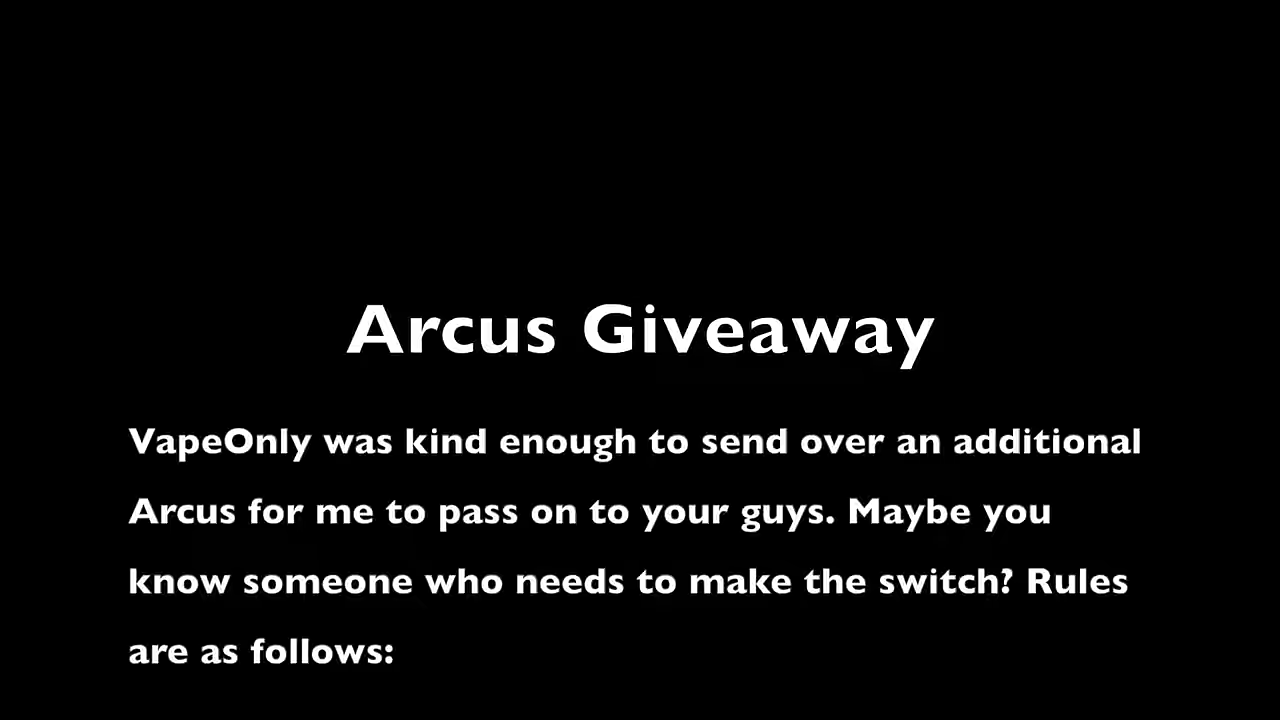 Arcus Giveaway
VapeOnly was kind enough to send over an additional
Arcus for me to pass on to your guys. Maybe you
know someone who needs to make the switch? Rules
are as follows: